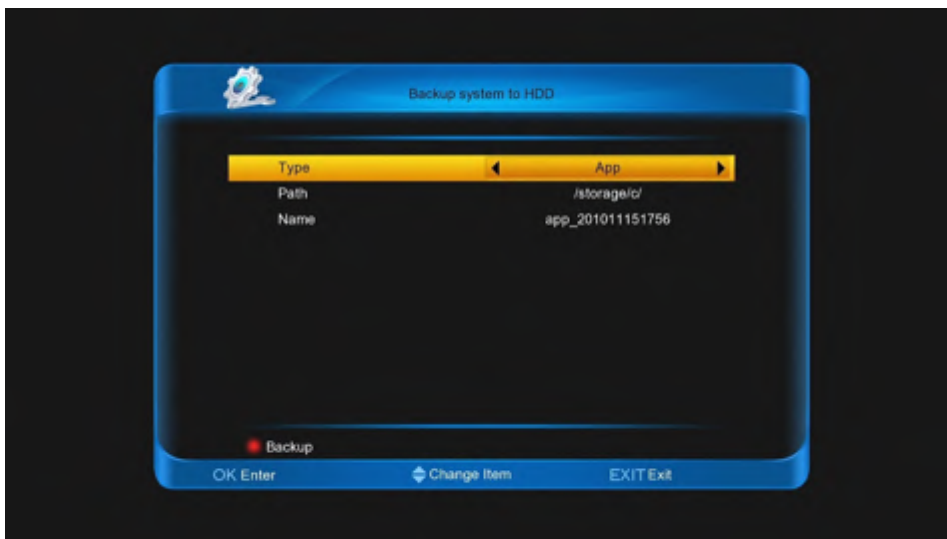 Backup system to HDD
Type App
Path /storage/c/
Name app_201011151756
Backup
OK Enter Change Item EXIT Exit